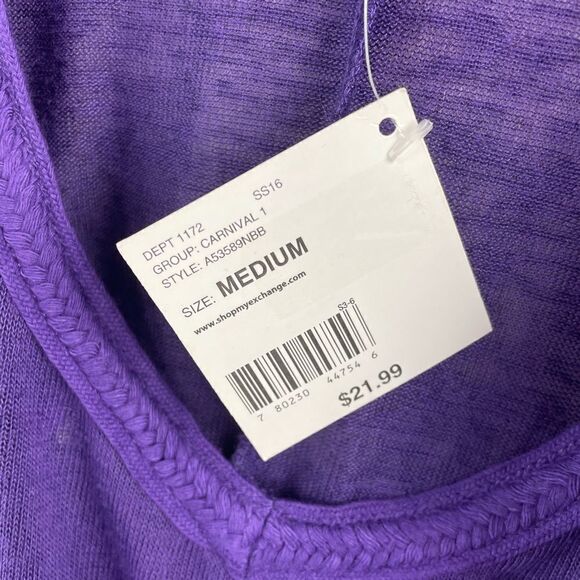 SS16
DEPT 1172
GROUP: CARNIVAL 1
STYLE: A53589NBB
SIZE: MEDIUM
www.shopmyexchange.com
S3-6
7 80230 44754 6
$21.99